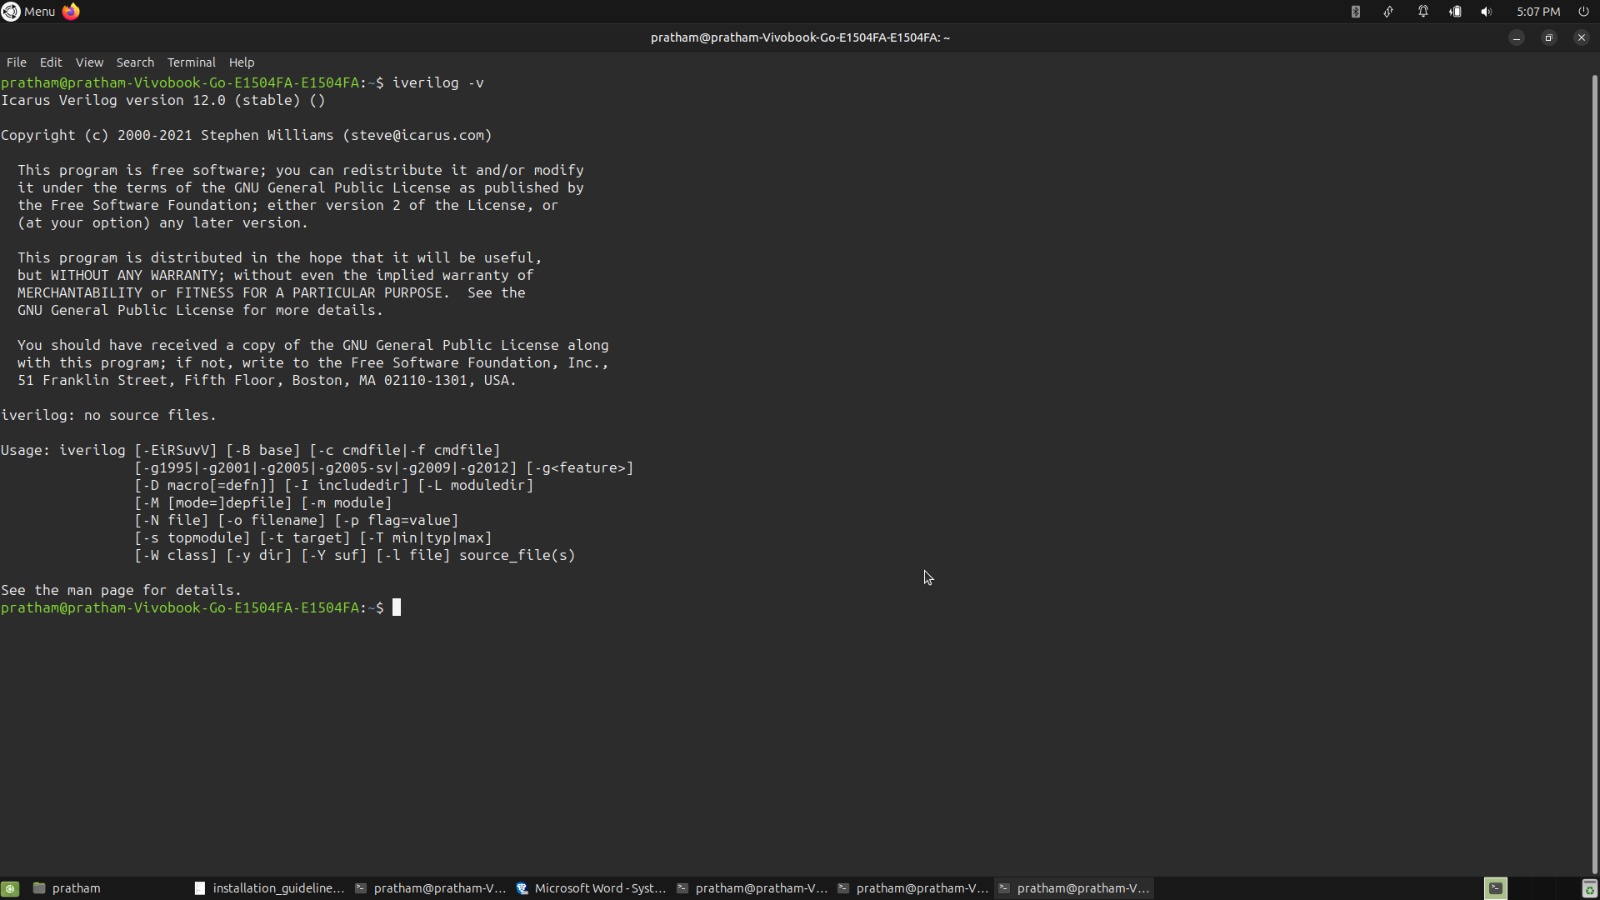 Menu
5:07 PM
pratham@pratham-Vivobook-Go-E1504FA-E1504FA: ~
File Edit View Search Terminal Help
pratham@pratham-Vivobook-Go-E1504FA-E1504FA:~$ iverilog -v
Icarus Verilog version 12.0 (stable) ()
Copyright (c) 2000-2021 Stephen Williams (steve@icarus.com)
This program is free software; you can redistribute it and/or modify
it under the terms of the GNU General Public License as published by
the Free Software Foundation; either version 2 of the License, or
(at your option) any later version.
This program is distributed in the hope that it will be useful,
but WITHOUT ANY WARRANTY; without even the implied warranty of
MERCHANTABILITY or FITNESS FOR A PARTICULAR PURPOSE.  See the
GNU General Public License for more details.
You should have received a copy of the GNU General Public License along
with this program; if not, write to the Free Software Foundation, Inc.,
51 Franklin Street, Fifth Floor, Boston, MA 02110-1301, USA.
iverilog: no source files.
Usage: iverilog [-EiRSuvV] [-B base] [-c cmdfile|-f cmdfile]
[-g1995|-g2001|-g2005|-g2005-sv|-g2009|-g2012] [-g<feature>]
[-D macro[=defn]] [-I includedir] [-L moduledir]
[-M [mode=]depfile] [-m module]
[-N file] [-o filename] [-p flag=value]
[-s topmodule] [-t target] [-T min|typ|max]
[-W class] [-y dir] [-Y suf] [-l file] source_file(s)
See the man page for details.
pratham@pratham-Vivobook-Go-E1504FA-E1504FA:~$
pratham
installation_guideline...
pratham@pratham-V...
Microsoft Word - Syst...
pratham@pratham-V...
pratham@pratham-V...
pratham@pratham-V...